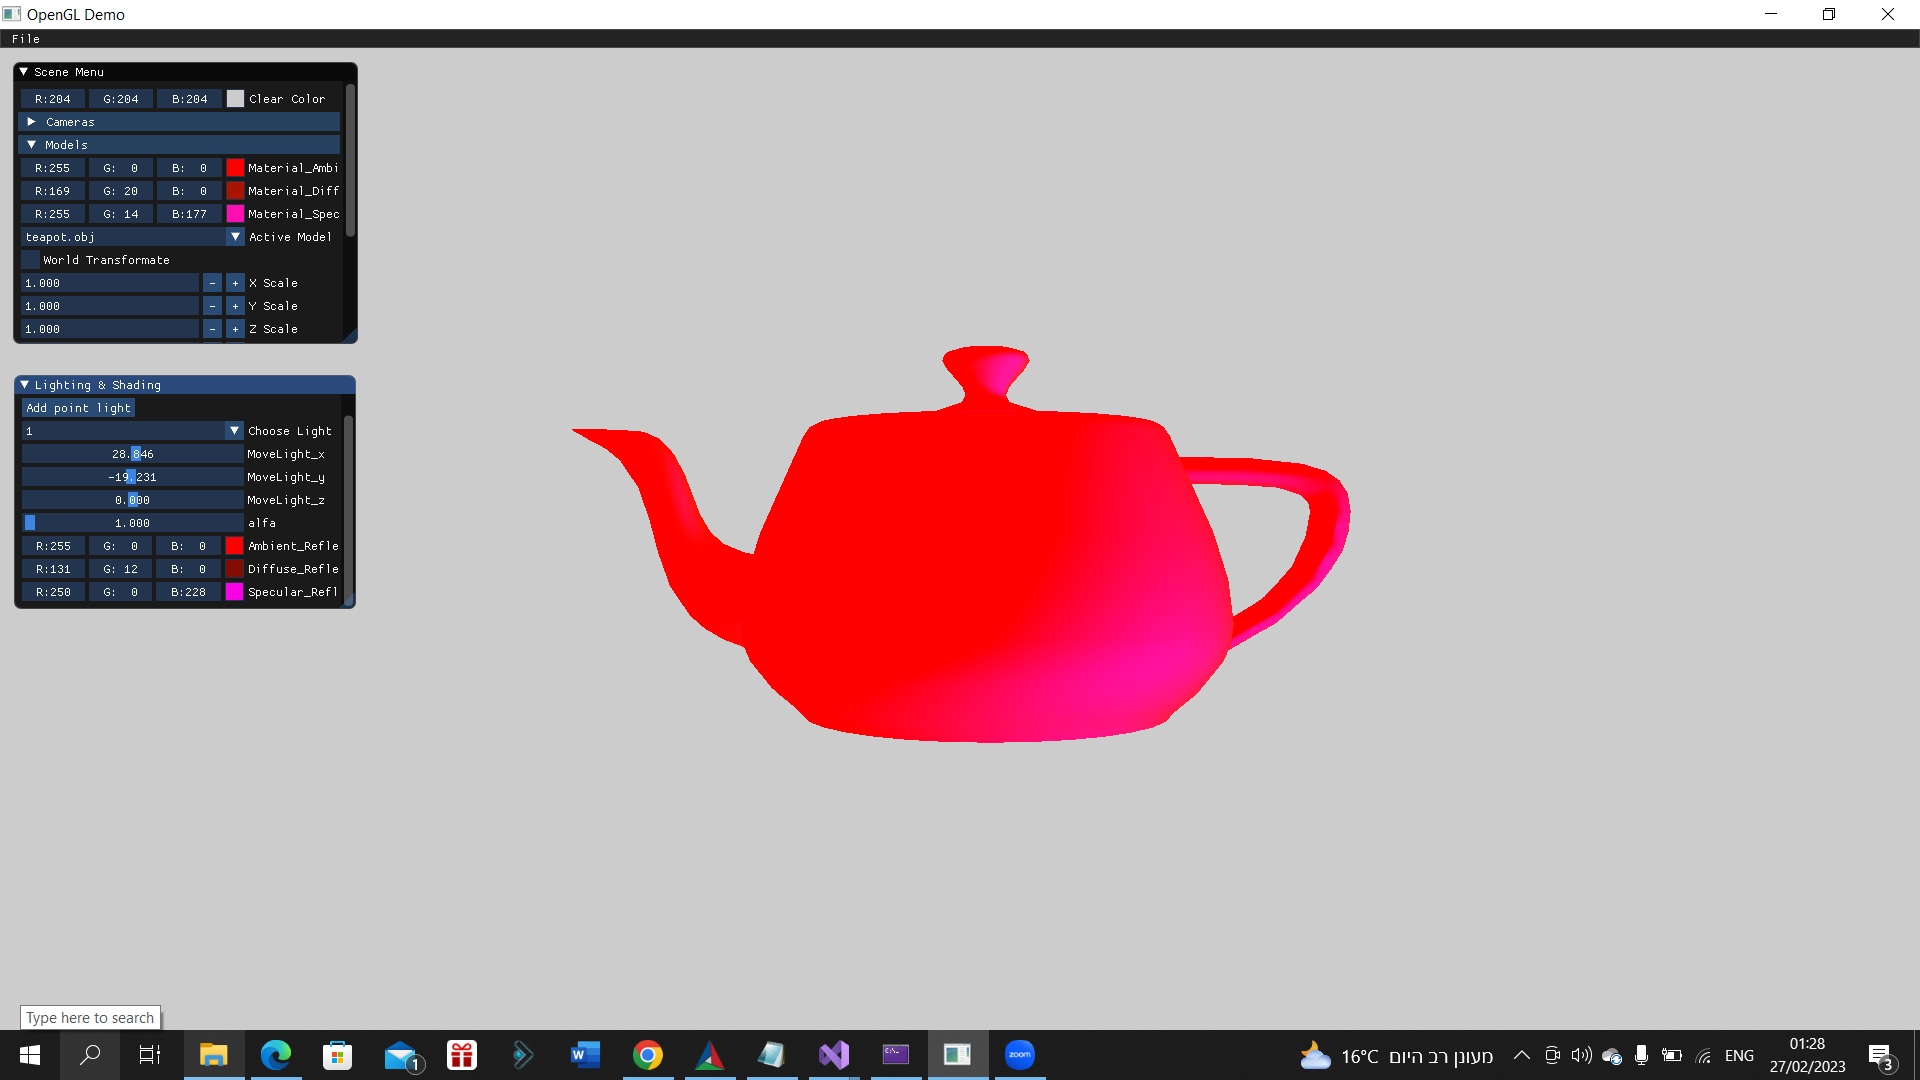 OpenGL Demo
File
Scene Menu
R:204 G:204 B:204 Clear Color
Cameras
Models
R:255 G: 0 B: 0 Material_Ambi
R:169 G: 20 B: 0 Material_Diff
R:255 G: 14 B:177 Material_Spec
teapot.obj Active Model
World Transformate
1.000 - + X Scale
1.000 - + Y Scale
1.000 - + Z Scale
Lighting & Shading
Add point light
1 Choose Light
28.846 MoveLight_x
-19.231 MoveLight_y
0.000 MoveLight_z
1.000 alfa
R:255 G: 0 B: 0 Ambient_Refle
R:131 G: 12 B: 0 Diffuse_Refle
R:250 G: 0 B:228 Specular_Refl
Type here to search
1
W
C:\_
zoom
16°C מעונן רב היום
ENG
01:28
27/02/2023
3